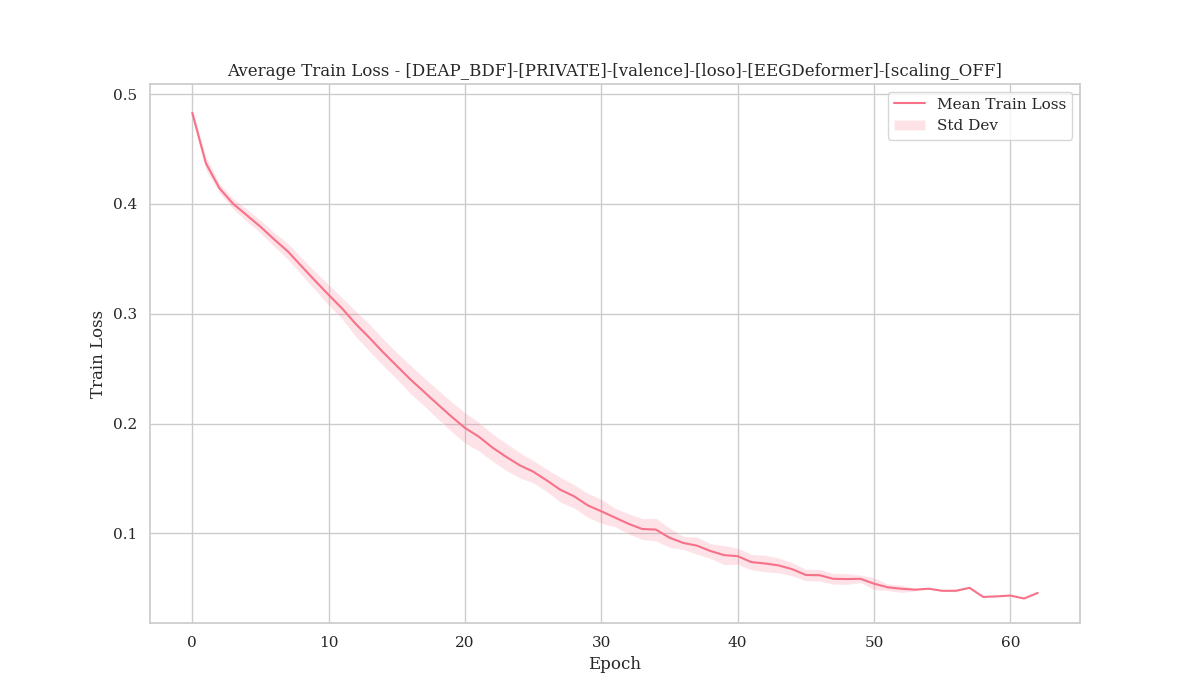 Average Train Loss - [DEAP_BDF]-[PRIVATE]-[valence]-[loso]-[EEGDeformer]-[scaling_OFF]
Mean Train Loss
Std Dev
0.5
0.4
0.3
0.2
0.1
Train Loss
0 10 20 30 40 50 60
Epoch